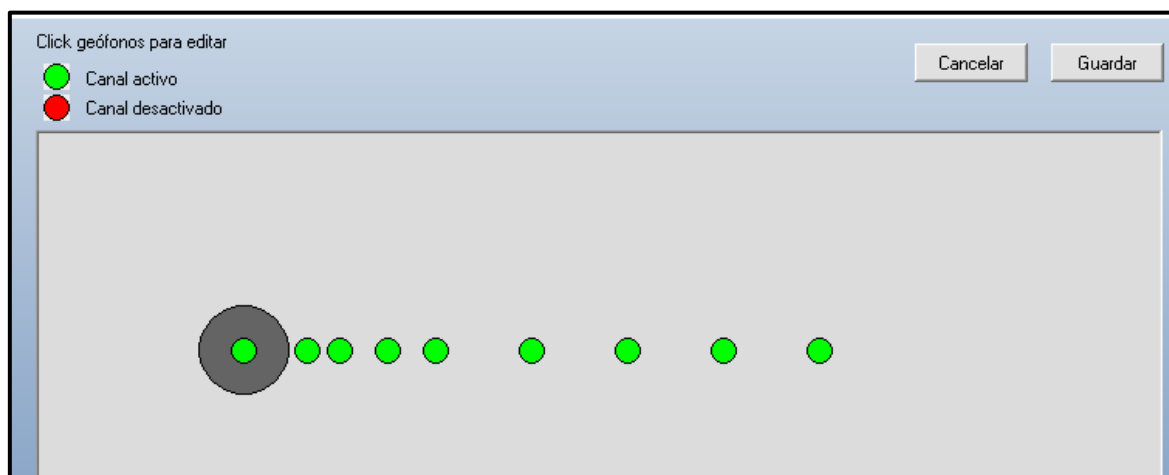 Click geófonos para editar
Canal activo
Canal desactivado
Cancelar
Guardar